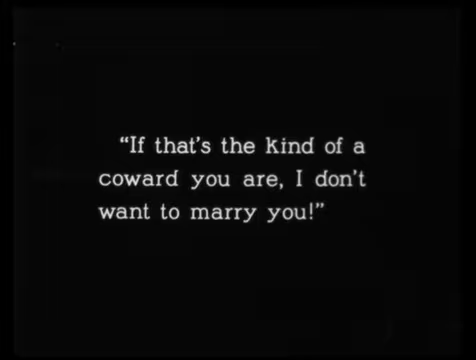 “If that’s the kind of a
coward you are, I don’t
want to marry you!”